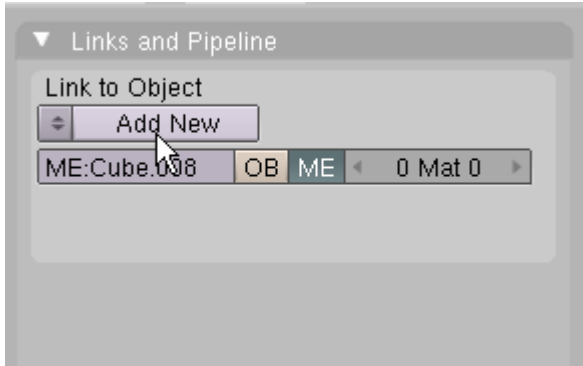 Links and Pipeline
Link to Object
Add New
ME:Cube.008 OB ME 0 Mat 0